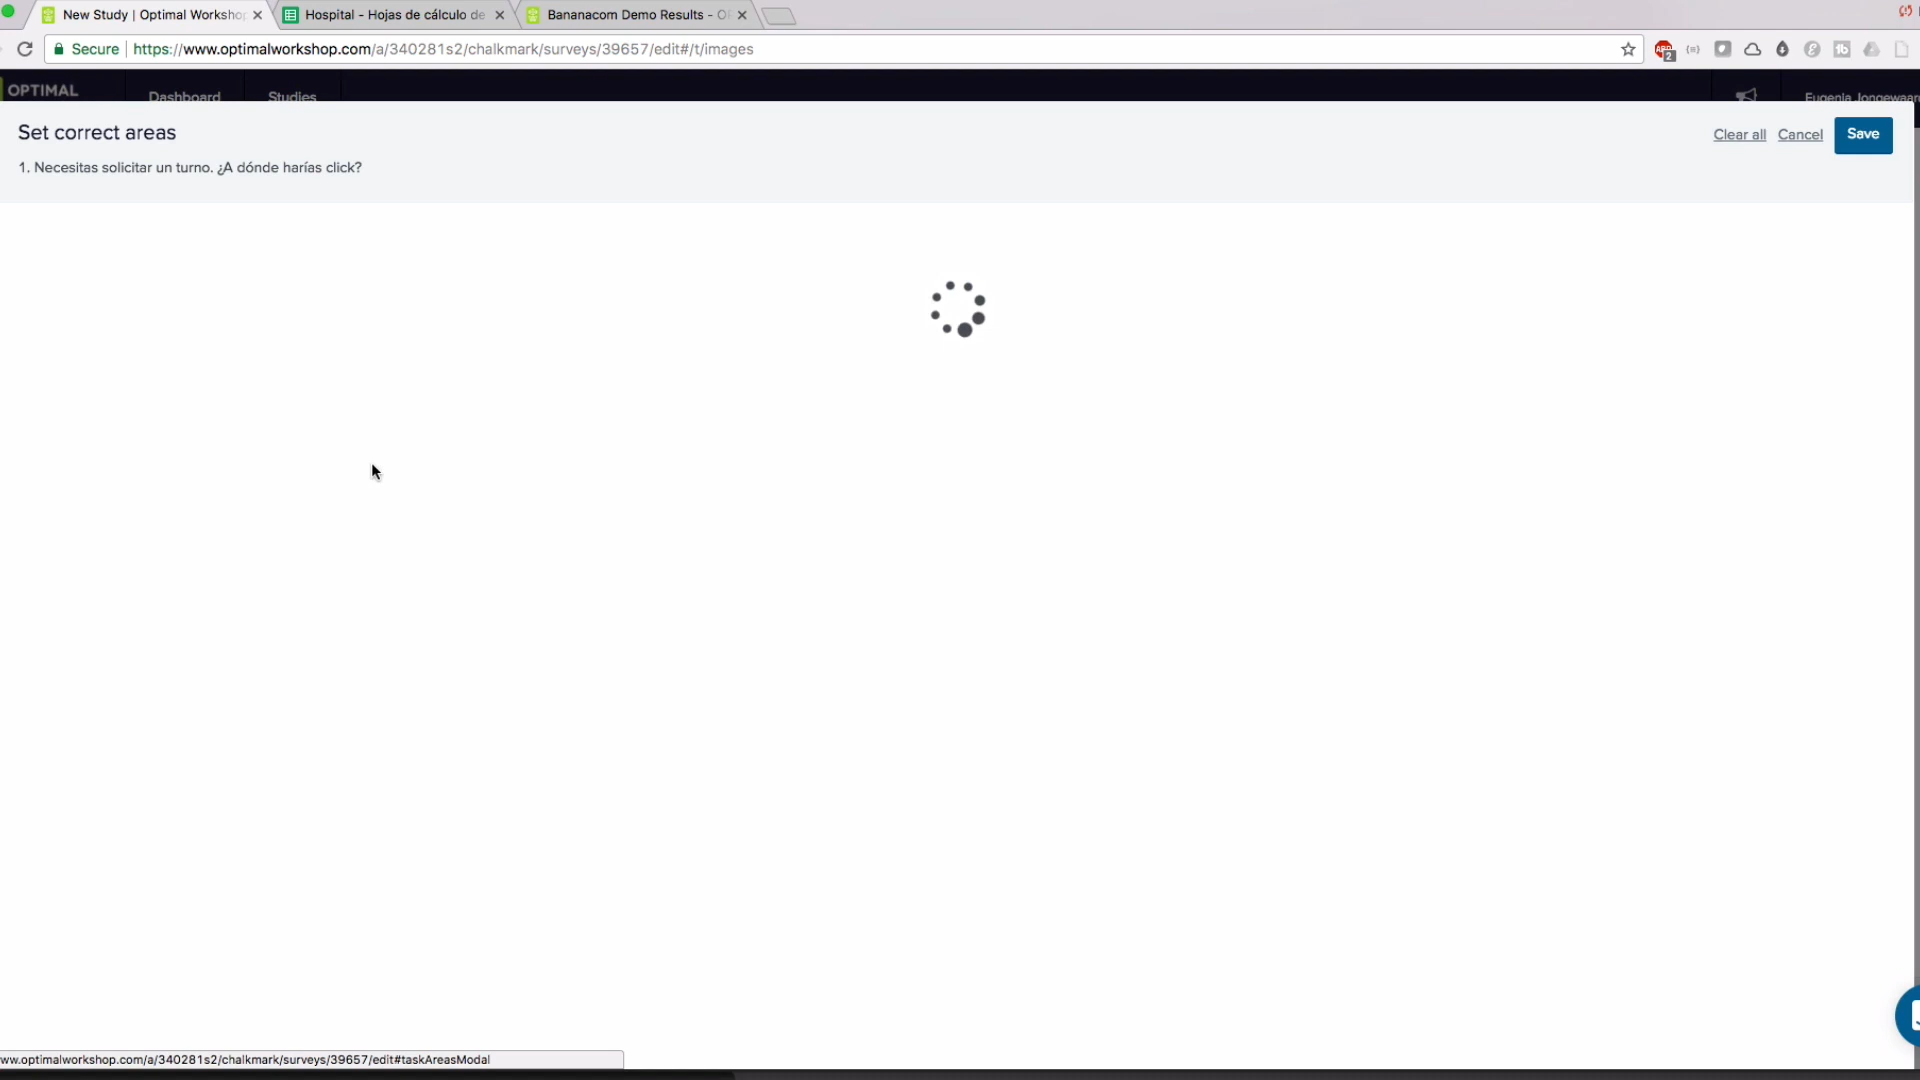 New Study | Optimal Workshop
Hospital - Hojas de cálculo de
Bananacom Demo Results - O
Secure
https://www.optimalworkshop.com/a/340281s2/chalkmark/surveys/39657/edit#/t/images
2
OPTIMAL
Dashboard
Studies
Eugenia Jongewaar
Set correct areas
Clear all
Cancel
Save
1. Necesitas solicitar un turno. ¿A dónde harías click?
ww.optimalworkshop.com/a/340281s2/chalkmark/surveys/39657/edit#taskAreasModal